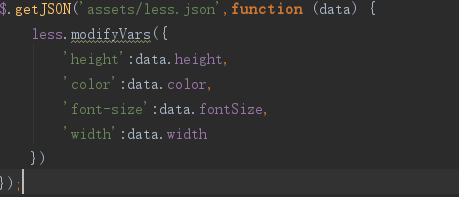 $.getJSON('assets/less.json',function (data) {
    less.modifyVars({
        'height':data.height,
        'color':data.color,
        'font-size':data.fontSize,
        'width':data.width
    })
});